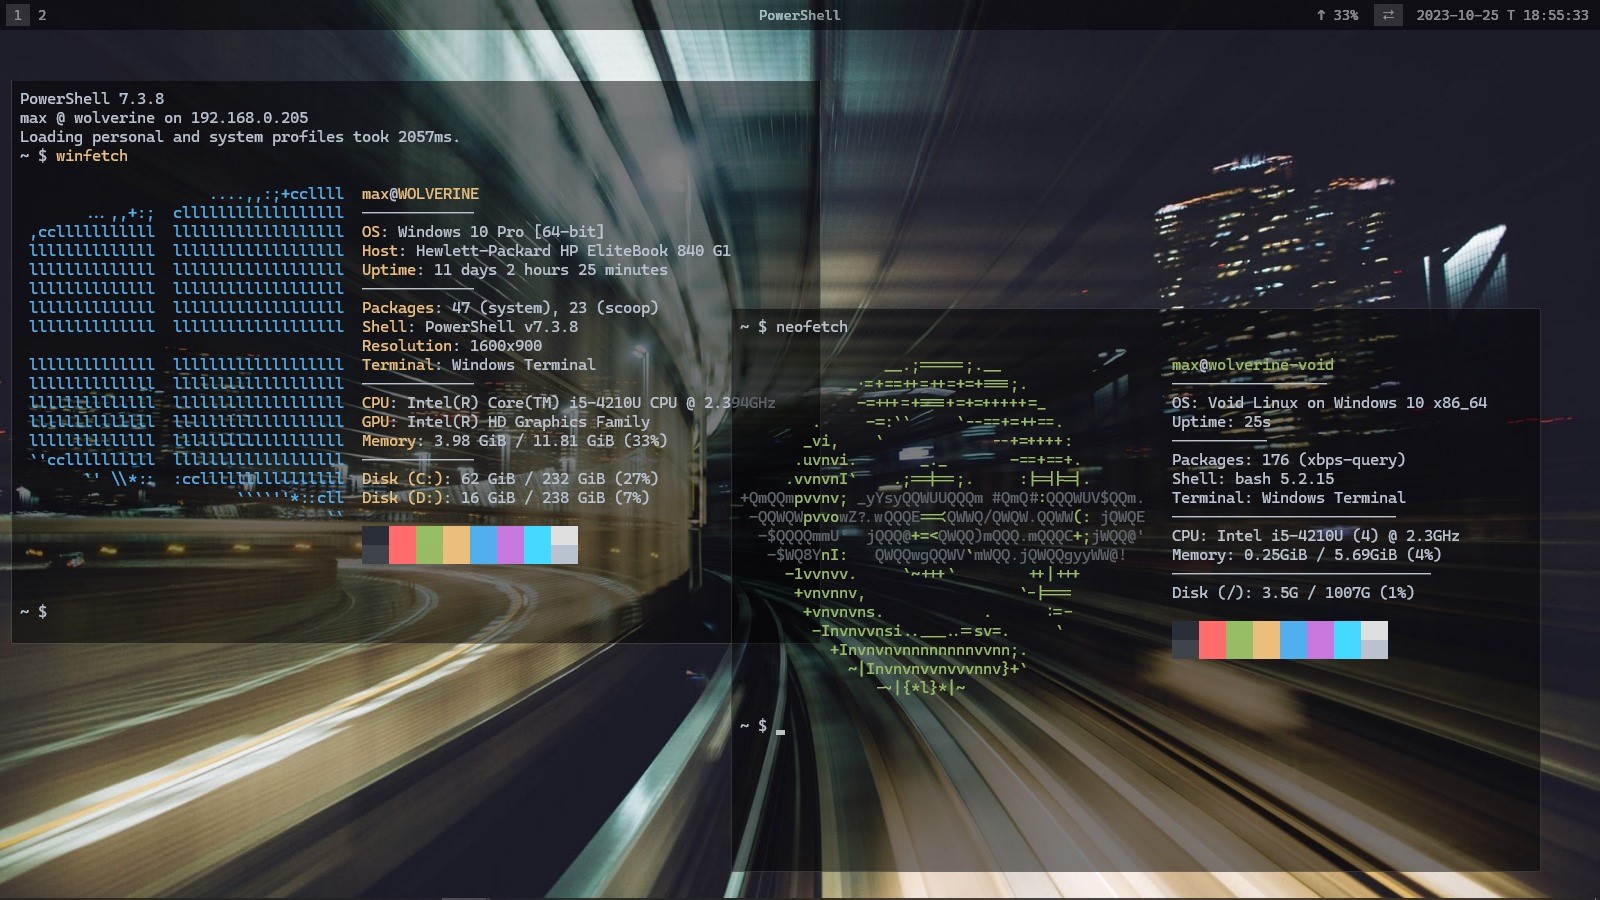 1 2 PowerShell ↑ 33% ⇄ 2023-10-25 T 18:55:33
PowerShell 7.3.8
max @ wolverine on 192.168.0.205
Loading personal and system profiles took 2057ms.
~ $ winfetch
max@WOLVERINE
OS: Windows 10 Pro [64-bit]
Host: Hewlett-Packard HP EliteBook 840 G1
Uptime: 11 days 2 hours 25 minutes
Packages: 47 (system), 23 (scoop)
Shell: PowerShell v7.3.8
Resolution: 1600x900
Terminal: Windows Terminal
CPU: Intel(R) Core(TM) i5-4210U CPU @ 2.394GHz
GPU: Intel(R) HD Graphics Family
Memory: 3.98 GiB / 11.81 GiB (33%)
Disk (C:): 62 GiB / 232 GiB (27%)
Disk (D:): 16 GiB / 238 GiB (7%)
~ $
~ $ neofetch
max@wolverine-void
OS: Void Linux on Windows 10 x86_64
Uptime: 25s
Packages: 176 (xbps-query)
Shell: bash 5.2.15
Terminal: Windows Terminal
CPU: Intel i5-4210U (4) @ 2.3GHz
Memory: 0.25GiB / 5.69GiB (4%)
Disk (/): 3.5G / 1007G (1%)
~ $